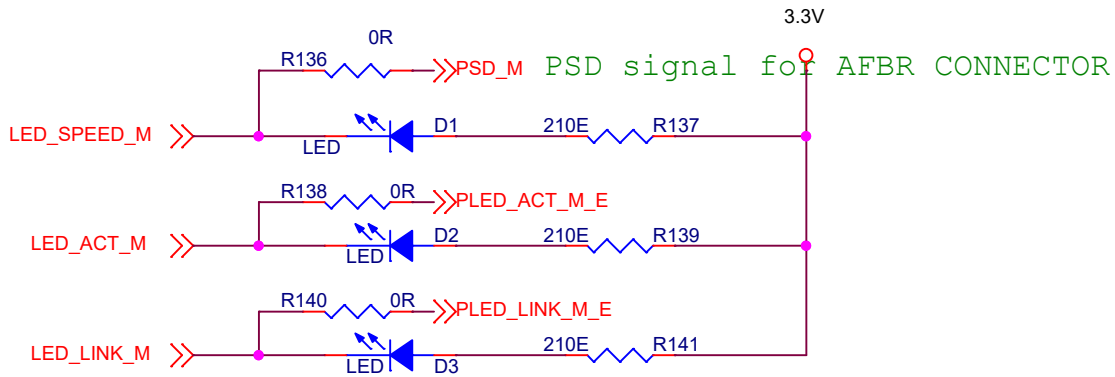 3.3V
0R
R136
PSD_M
PSD signal for AFBR CONNECTOR
LED_SPEED_M
D1
210E
R137
LED
R138
0R
PLED_ACT_M_E
LED_ACT_M
D2
210E
R139
LED
R140
0R
PLED_LINK_M_E
LED_LINK_M
210E
R141
LED
D3